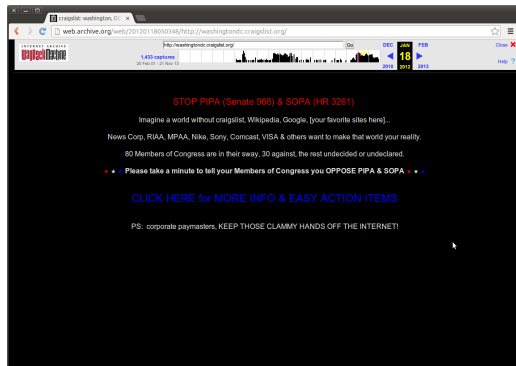 craigslist: washington, DC
web.archive.org/web/20120118050348/http://washingtondc.craigslist.org/
INTERNET ARCHIVE
WayBackMachine
http://washingtondc.craigslist.org/ Go
1,433 captures
DEC JAN FEB
18
2010 2012 2013
Close
Help ?
STOP PIPA (Senate 968) & SOPA (HR 3261)
Imagine a world without craigslist, Wikipedia, Google, [your favorite sites here]...
News Corp, RIAA, MPAA, Nike, Sony, Comcast, VISA & others want to make that world your reality.
80 Members of Congress are in their sway, 30 against, the rest undecided or undeclared.
★ ★ ★ Please take a minute to tell your Members of Congress you OPPOSE PIPA & SOPA ★ ★ ★
CLICK HERE for MORE INFO & EASY ACTION ITEMS
PS: corporate paymasters, KEEP THOSE CLAMMY HANDS OFF THE INTERNET!